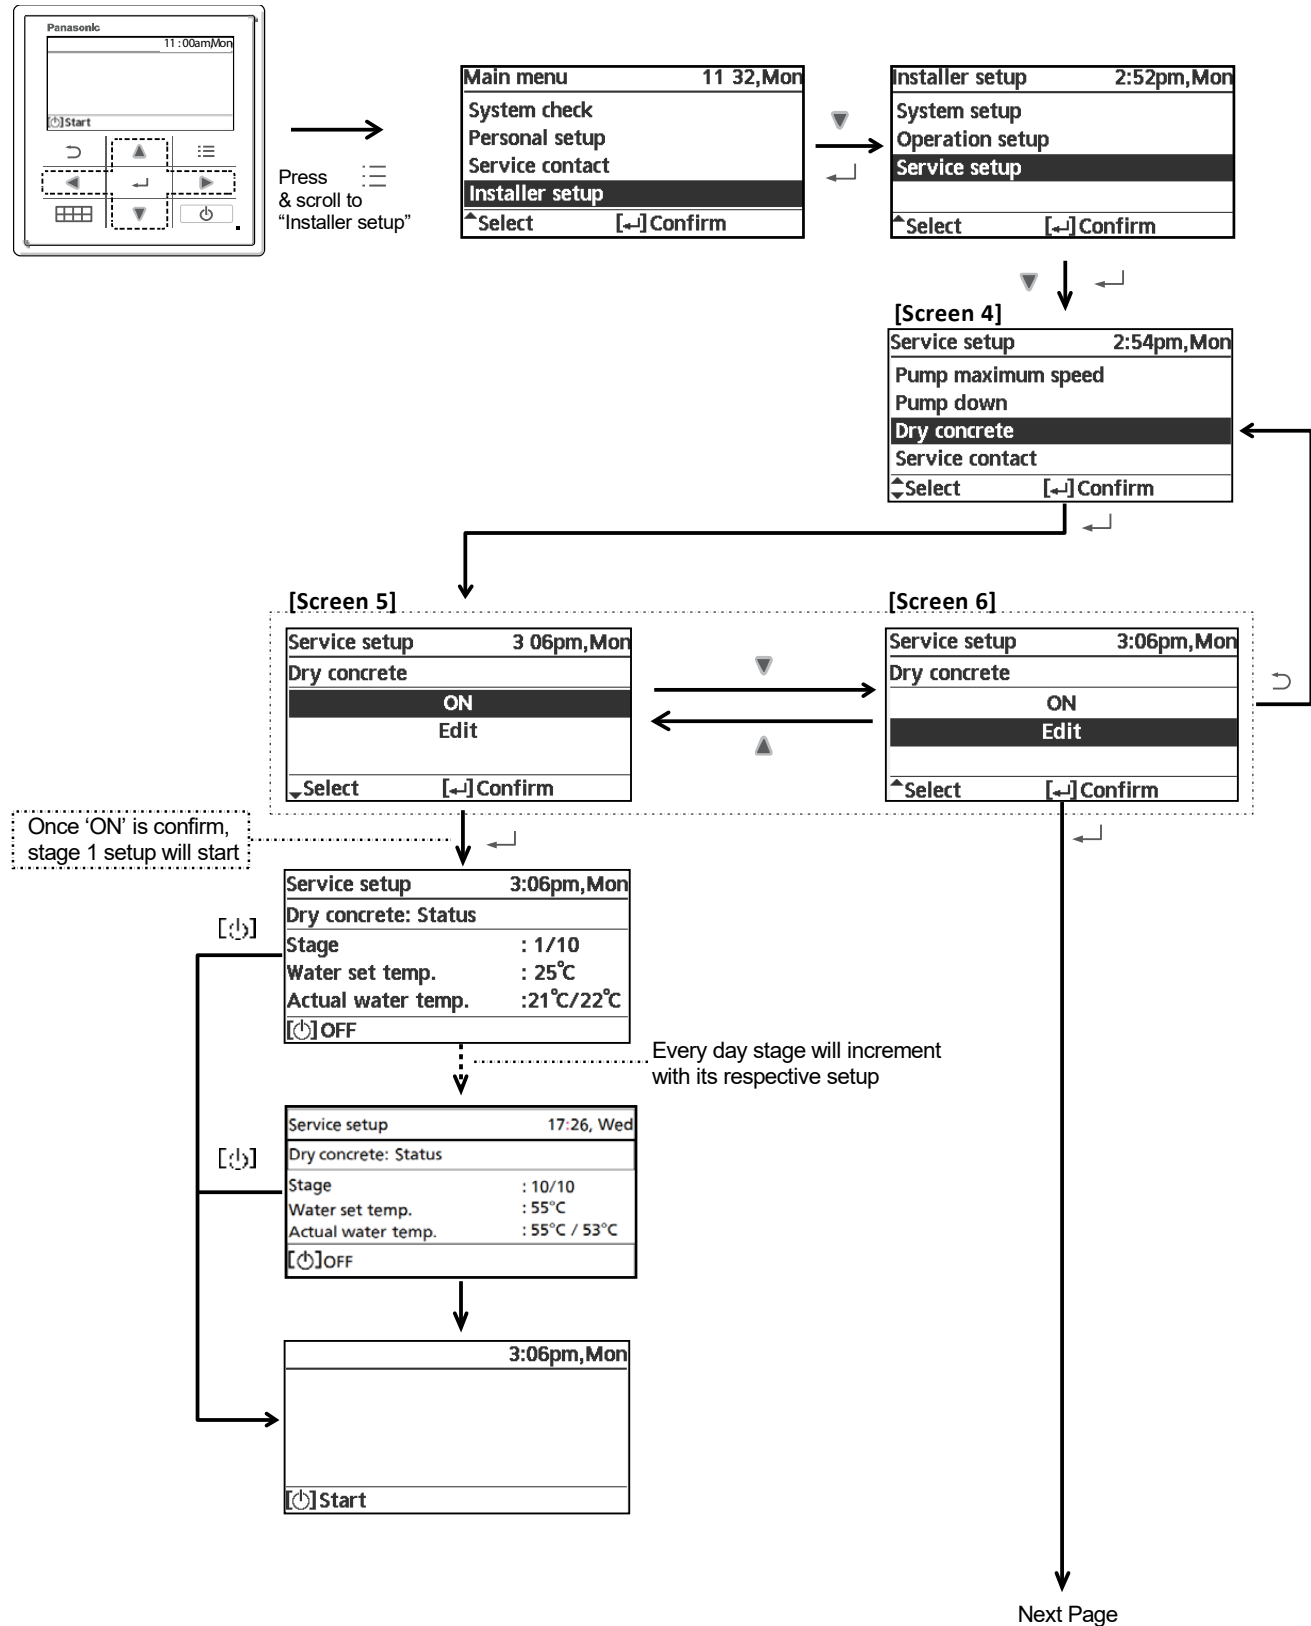 Panasonic
11 : 00am,Mon
[⏻]Start
Press
& scroll to
“Installer setup”
Main menu 11 32,Mon
System check
Personal setup
Service contact
Installer setup
Select [↵] Confirm
Installer setup 2:52pm,Mon
System setup
Operation setup
Service setup
Select [↵] Confirm
[Screen 4]
Service setup 2:54pm,Mon
Pump maximum speed
Pump down
Dry concrete
Service contact
Select [↵] Confirm
[Screen 5]
Service setup 3 06pm,Mon
Dry concrete
ON
Edit
Select [↵] Confirm
[Screen 6]
Service setup 3:06pm,Mon
Dry concrete
ON
Edit
Select [↵] Confirm
Once ‘ON’ is confirm,
stage 1 setup will start
Service setup 3:06pm,Mon
Dry concrete: Status
Stage : 1/10
Water set temp. : 25°C
Actual water temp. :21°C/22°C
[⏻] OFF
[⏻]
Every day stage will increment
with its respective setup
Service setup 17:26, Wed
Dry concrete: Status
Stage : 10/10
Water set temp. : 55°C
Actual water temp. : 55°C / 53°C
[⏻]OFF
[⏻]
3:06pm,Mon
[⏻] Start
Next Page